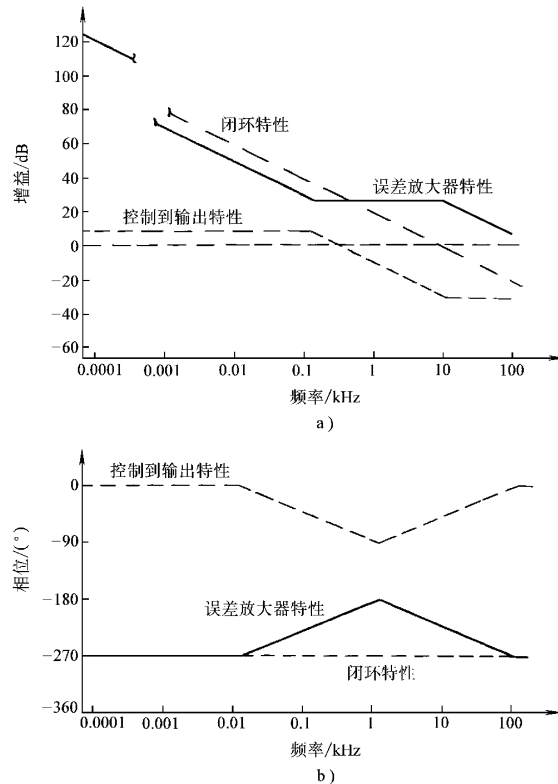 增益/dB
120
100
80
60
40
20
0
-20
-40
-60
闭环特性
误差放大器特性
控制到输出特性
0.0001 0.001 0.01 0.1 1 10 100
频率/kHz
a)
相位/(°)
0
-90
-180
-270
-360
控制到输出特性
误差放大器特性
闭环特性
0.0001 0.001 0.01 0.1 1 10 100
频率/kHz
b)